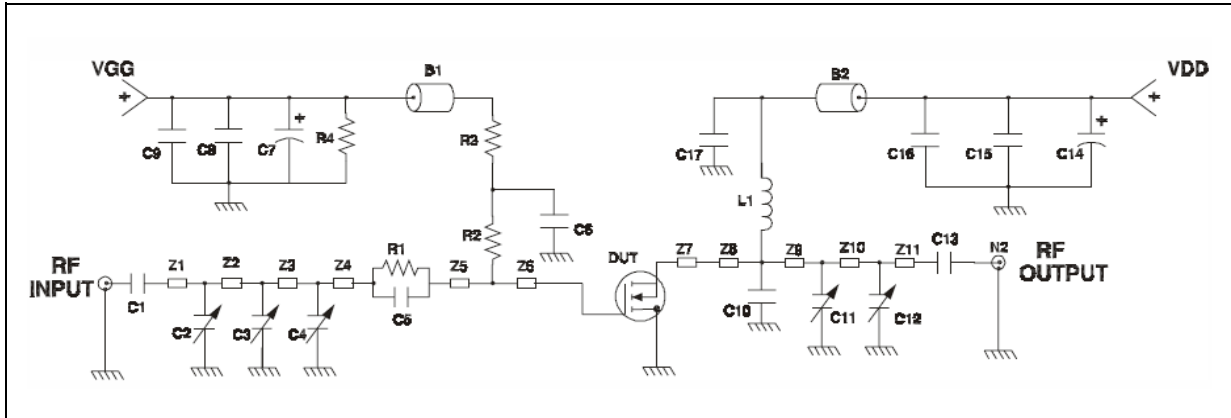 VGG
+
B1
B2
VDD
+
C9
C8
C7
+
R4
R3
C17
C16
C15
C14
+
L1
C6
R2
RF
INPUT
C1
Z1
Z2
Z3
Z4
R1
C5
Z5
Z6
DUT
Z7
Z8
Z9
Z10
Z11
C13
N2
RF
OUTPUT
C2
C3
C4
C10
C11
C12